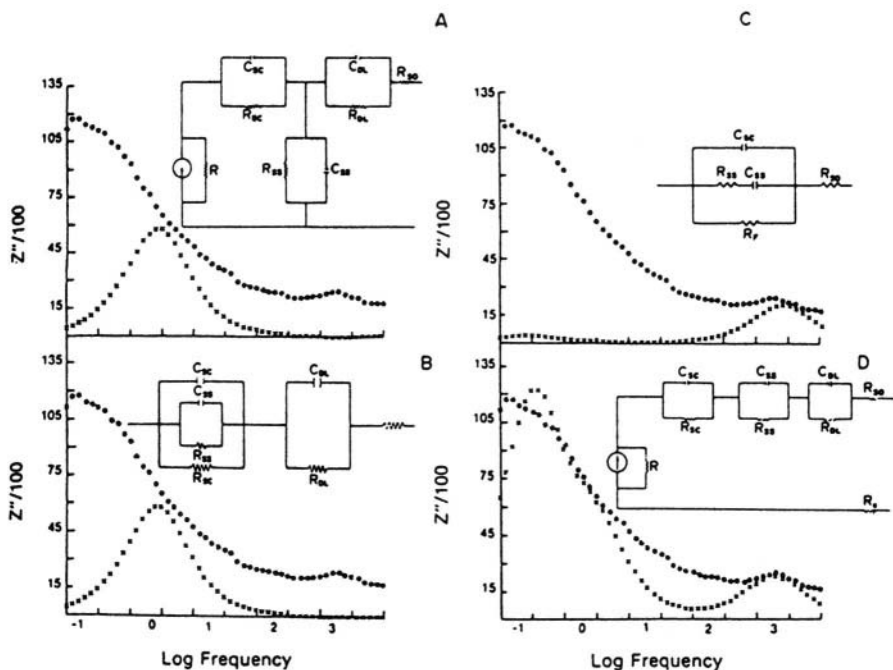 A
135
105
75
45
15
Z"/100
C_SC
C_DL
R_SO
R_SC
R_DL
R
R_SS
C_SS
C
135
105
75
45
15
Z"/100
C_SC
R_SS
C_SS
R_SO
R_F
B
135
105
75
45
15
Z"/100
C_SC
C_SS
R_SS
R_SC
C_DL
R_DL
-1 0 1 2 3
Log Frequency
D
135
105
75
45
15
Z"/100
C_SC
C_SS
C_DL
R_SO
R_SC
R_SS
R_DL
R
-1 0 1 2 3
Log Frequency